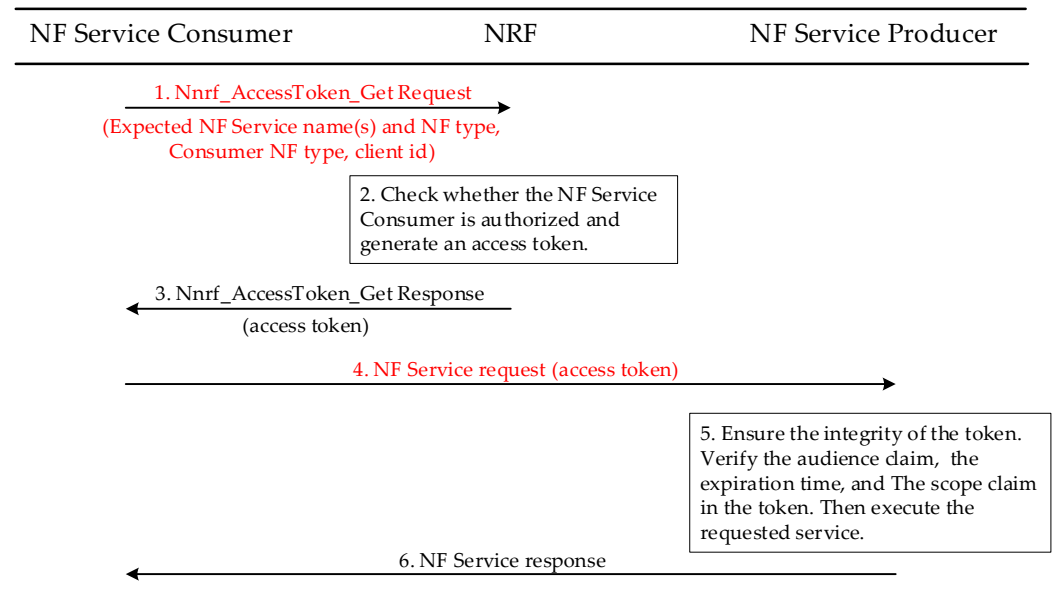 NF Service Consumer NRF NF Service Producer
1. Nnrf_AccessToken_Get Request
(Expected NF Service name(s) and NF type,
Consumer NF type, client id)
2. Check whether the NF Service
Consumer is authorized and
generate an access token.
3. Nnrf_AccessToken_Get Response
(access token)
4. NF Service request (access token)
5. Ensure the integrity of the token.
Verify the audience claim, the
expiration time, and The scope claim
in the token. Then execute the
requested service.
6. NF Service response